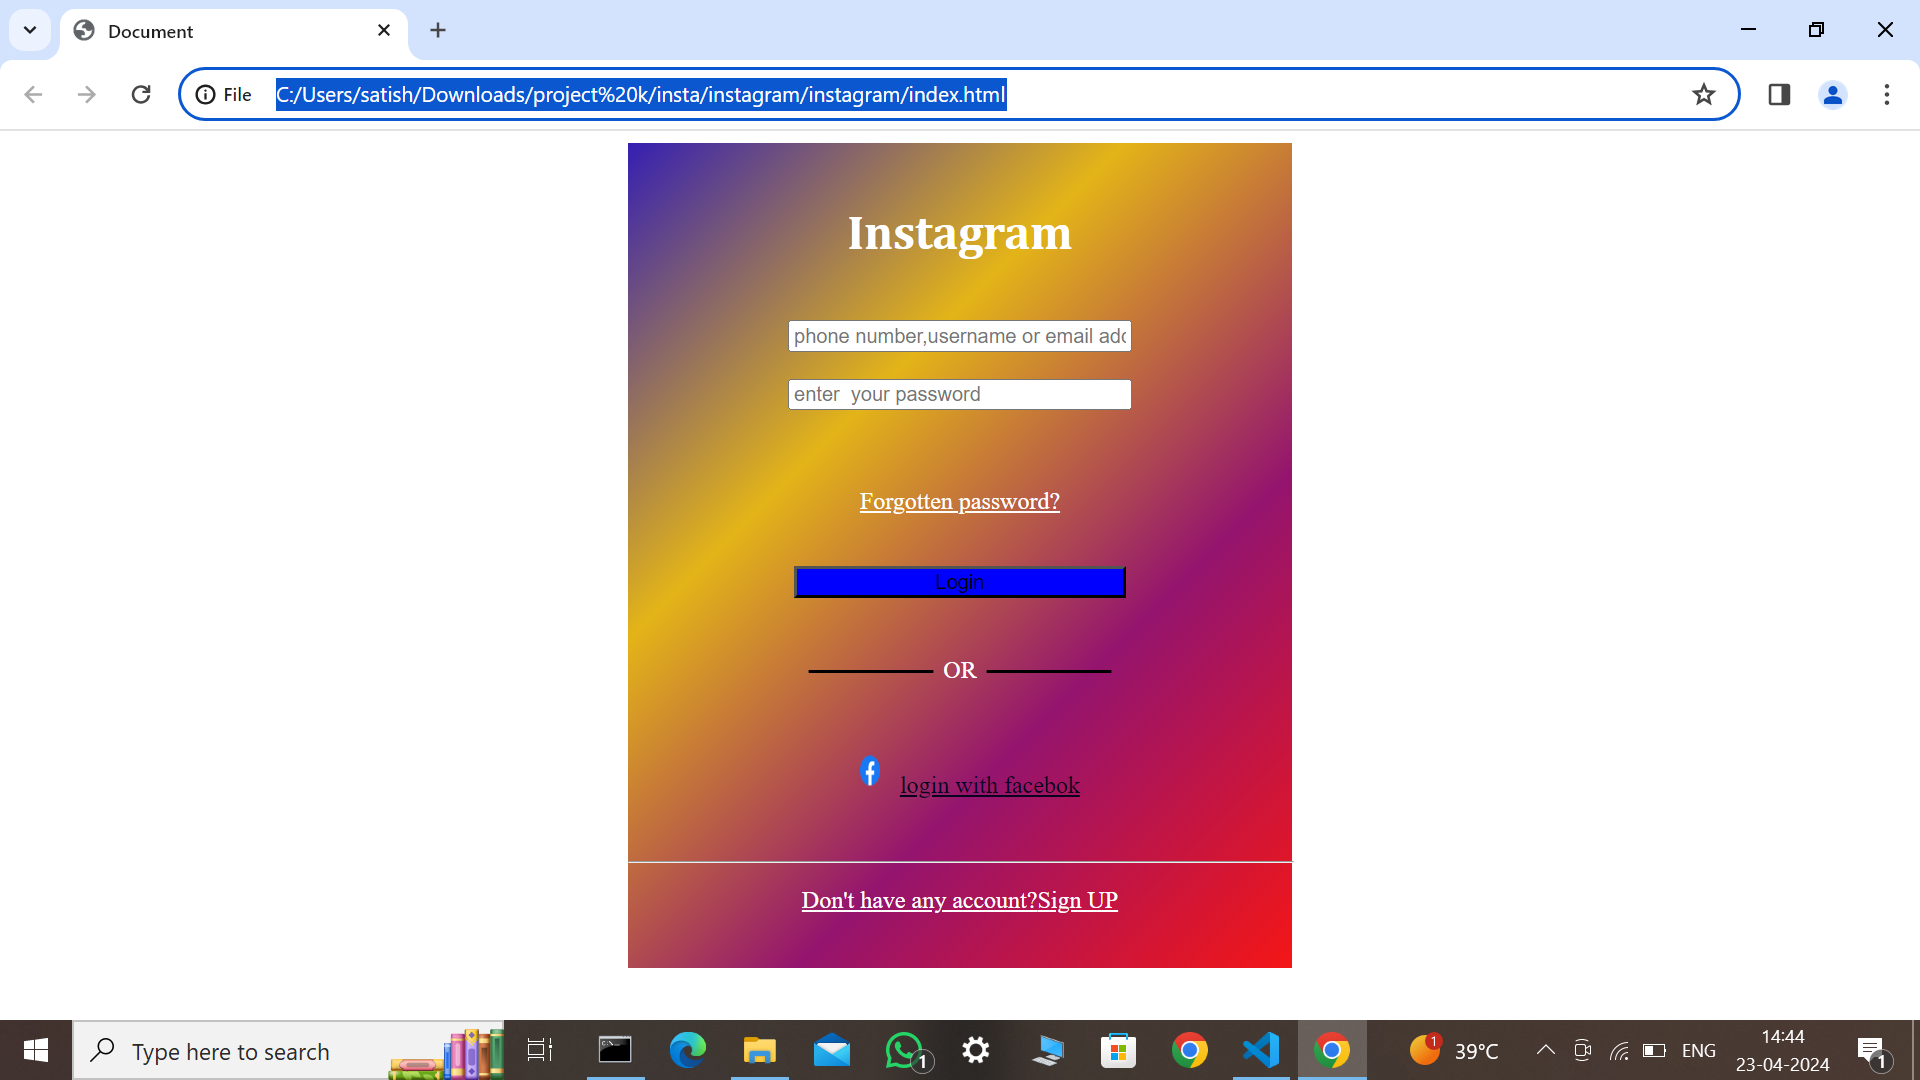 Document
File C:/Users/satish/Downloads/project%20k/insta/instagram/instagram/index.html
Instagram
phone number,username or email add
enter  your password
Forgotten password?
Login
OR
login with facebok
Don't have any account?Sign UP
Type here to search
1
1
39°C
ENG
14:44
23-04-2024
1